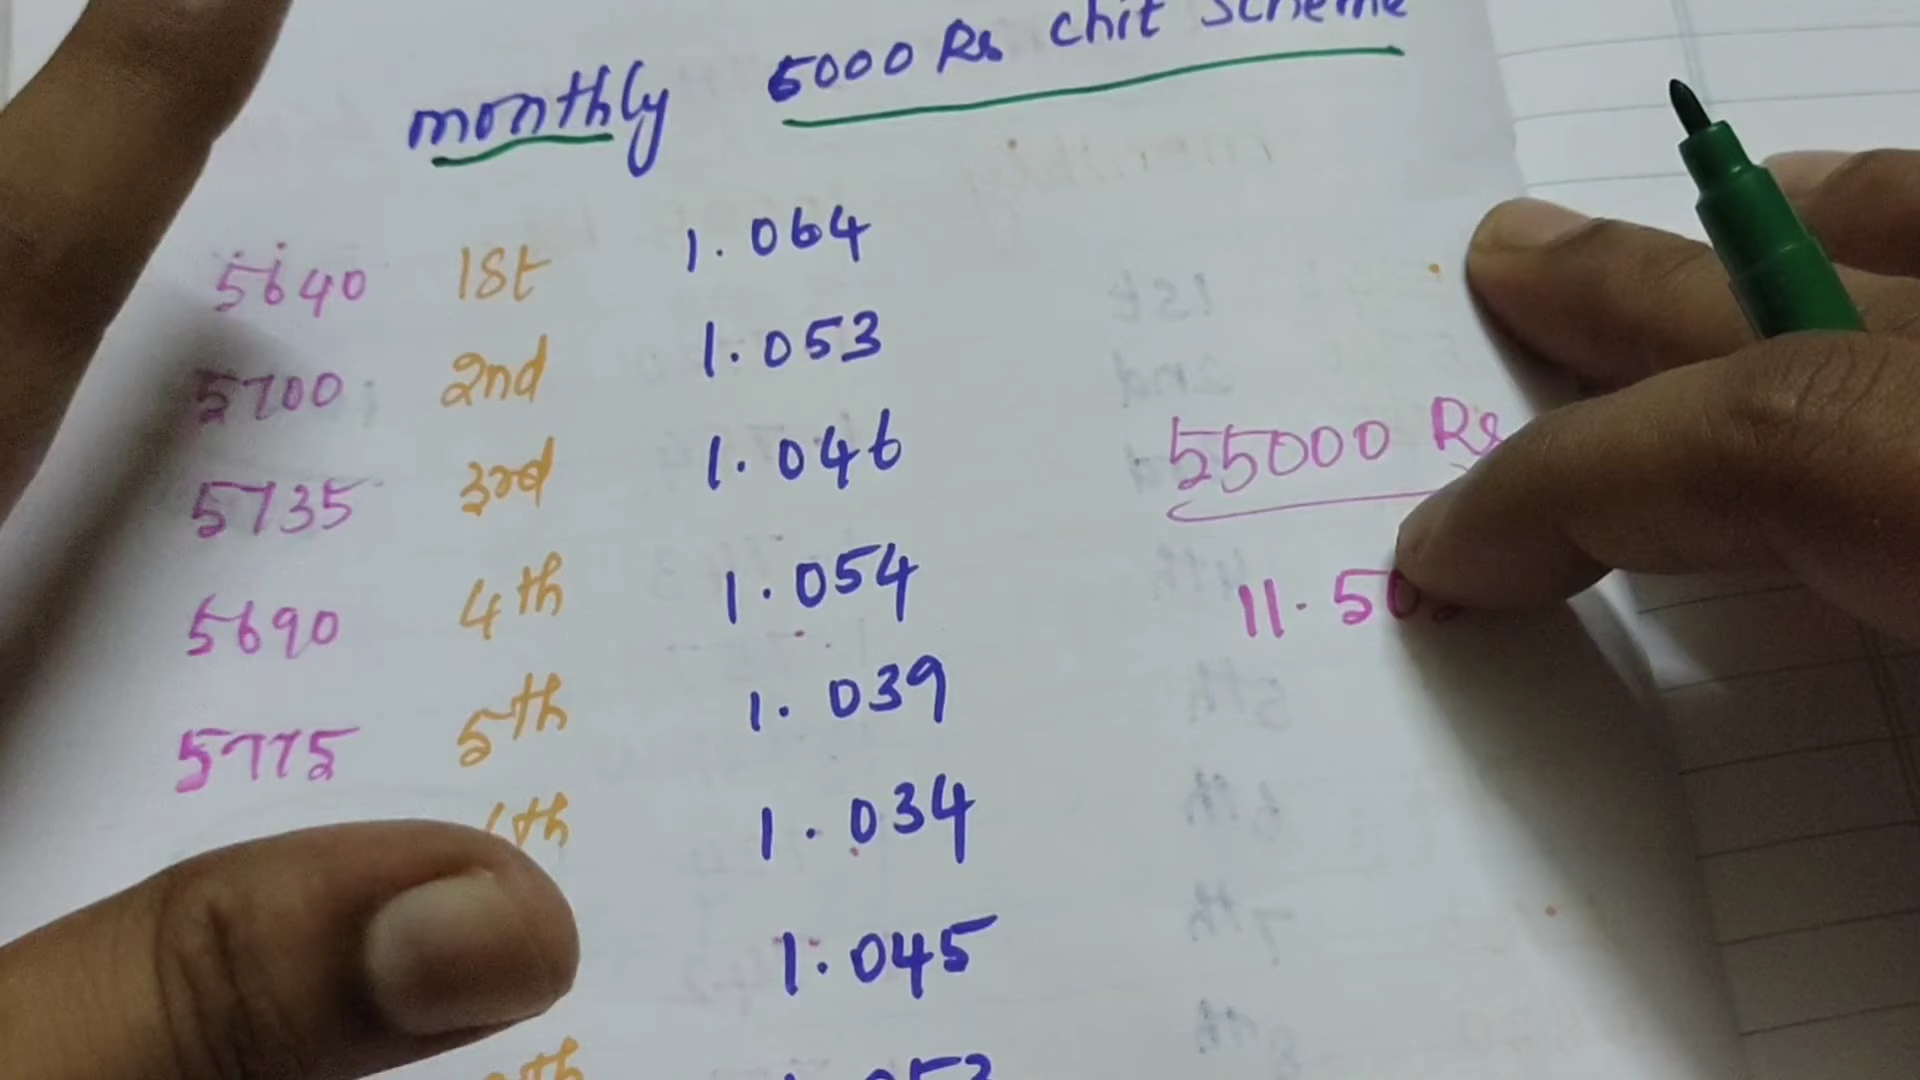 monthly 5000 Rs chit scheme
5640 1st 1.064
5700 2nd 1.053
5735 3rd 1.046
55000 Rs
5690 4th 1.054
11.50
5775 5th 1.039
1.034
1.045